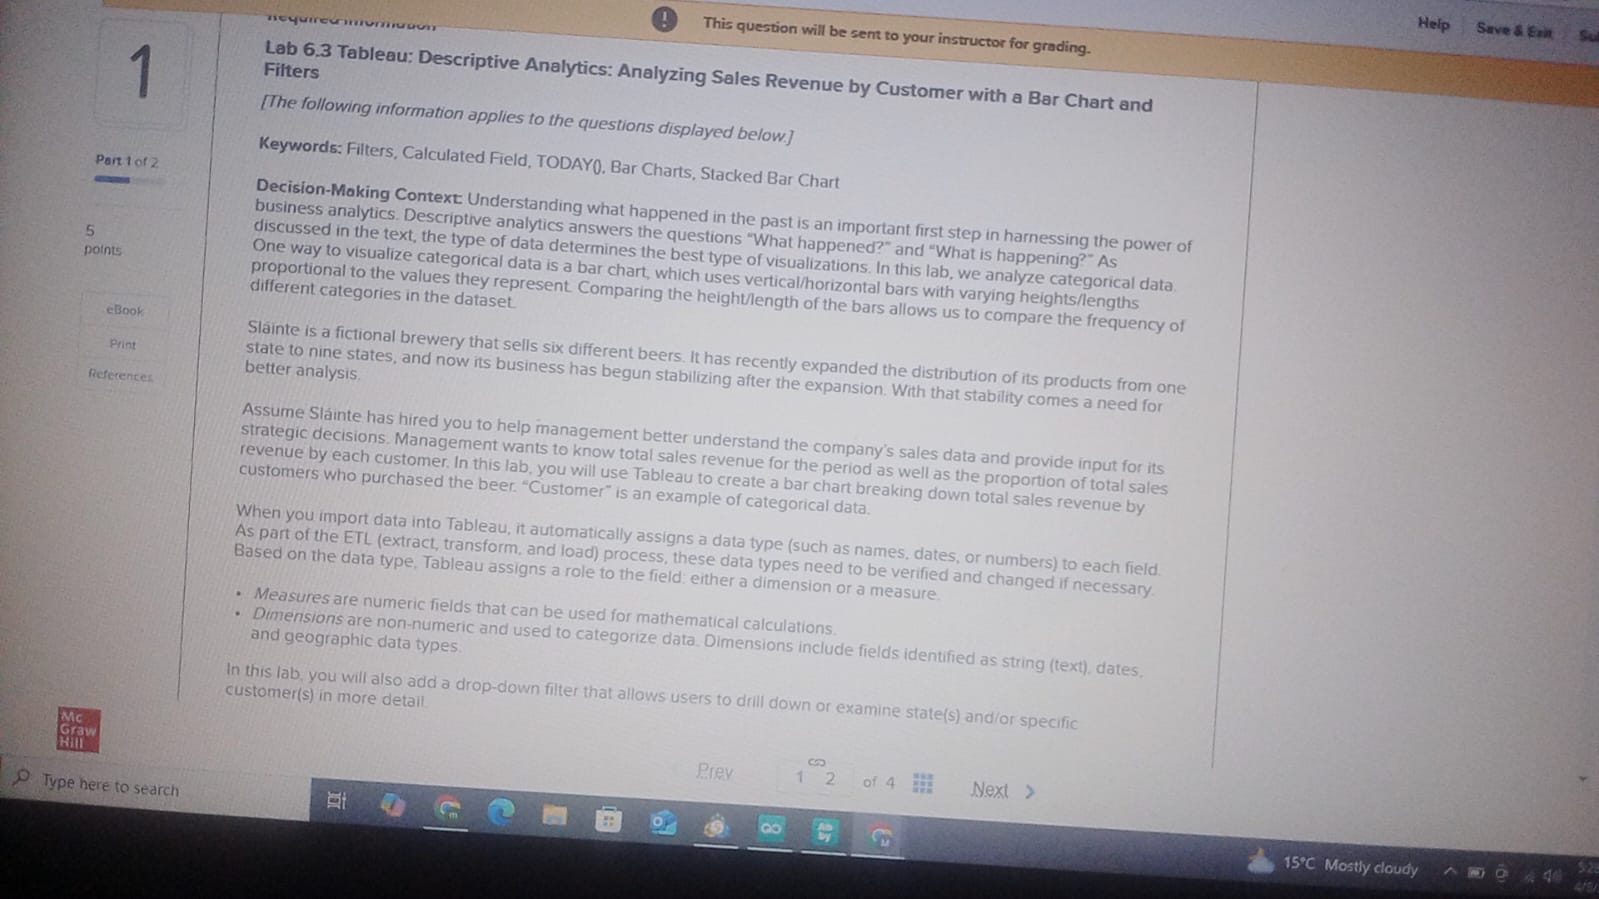 This question will be sent to your instructor for grading.
Help
Save & Exit
1
Part 1 of 2
5
points
eBook
Print
References
Required information
Lab 6.3 Tableau: Descriptive Analytics: Analyzing Sales Revenue by Customer with a Bar Chart and
Filters
[The following information applies to the questions displayed below.]
Keywords: Filters, Calculated Field, TODAY(), Bar Charts, Stacked Bar Chart
Decision-Making Context: Understanding what happened in the past is an important first step in harnessing the power of
business analytics. Descriptive analytics answers the questions “What happened?” and “What is happening?” As
discussed in the text, the type of data determines the best type of visualizations. In this lab, we analyze categorical data.
One way to visualize categorical data is a bar chart, which uses vertical/horizontal bars with varying heights/lengths
proportional to the values they represent. Comparing the height/length of the bars allows us to compare the frequency of
different categories in the dataset.
Sláinte is a fictional brewery that sells six different beers. It has recently expanded the distribution of its products from one
state to nine states, and now its business has begun stabilizing after the expansion. With that stability comes a need for
better analysis.
Assume Sláinte has hired you to help management better understand the company’s sales data and provide input for its
strategic decisions. Management wants to know total sales revenue for the period as well as the proportion of total sales
revenue by each customer. In this lab, you will use Tableau to create a bar chart breaking down total sales revenue by
customers who purchased the beer. “Customer” is an example of categorical data.
When you import data into Tableau, it automatically assigns a data type (such as names, dates, or numbers) to each field.
As part of the ETL (extract, transform, and load) process, these data types need to be verified and changed if necessary.
Based on the data type, Tableau assigns a role to the field: either a dimension or a measure.
• Measures are numeric fields that can be used for mathematical calculations.
• Dimensions are non-numeric and used to categorize data. Dimensions include fields identified as string (text), dates,
and geographic data types.
In this lab, you will also add a drop-down filter that allows users to drill down or examine state(s) and/or specific
customer(s) in more detail.
Mc
Graw
Hill
Prev
1 2 of 4
Next >
Type here to search
15°C Mostly cloudy